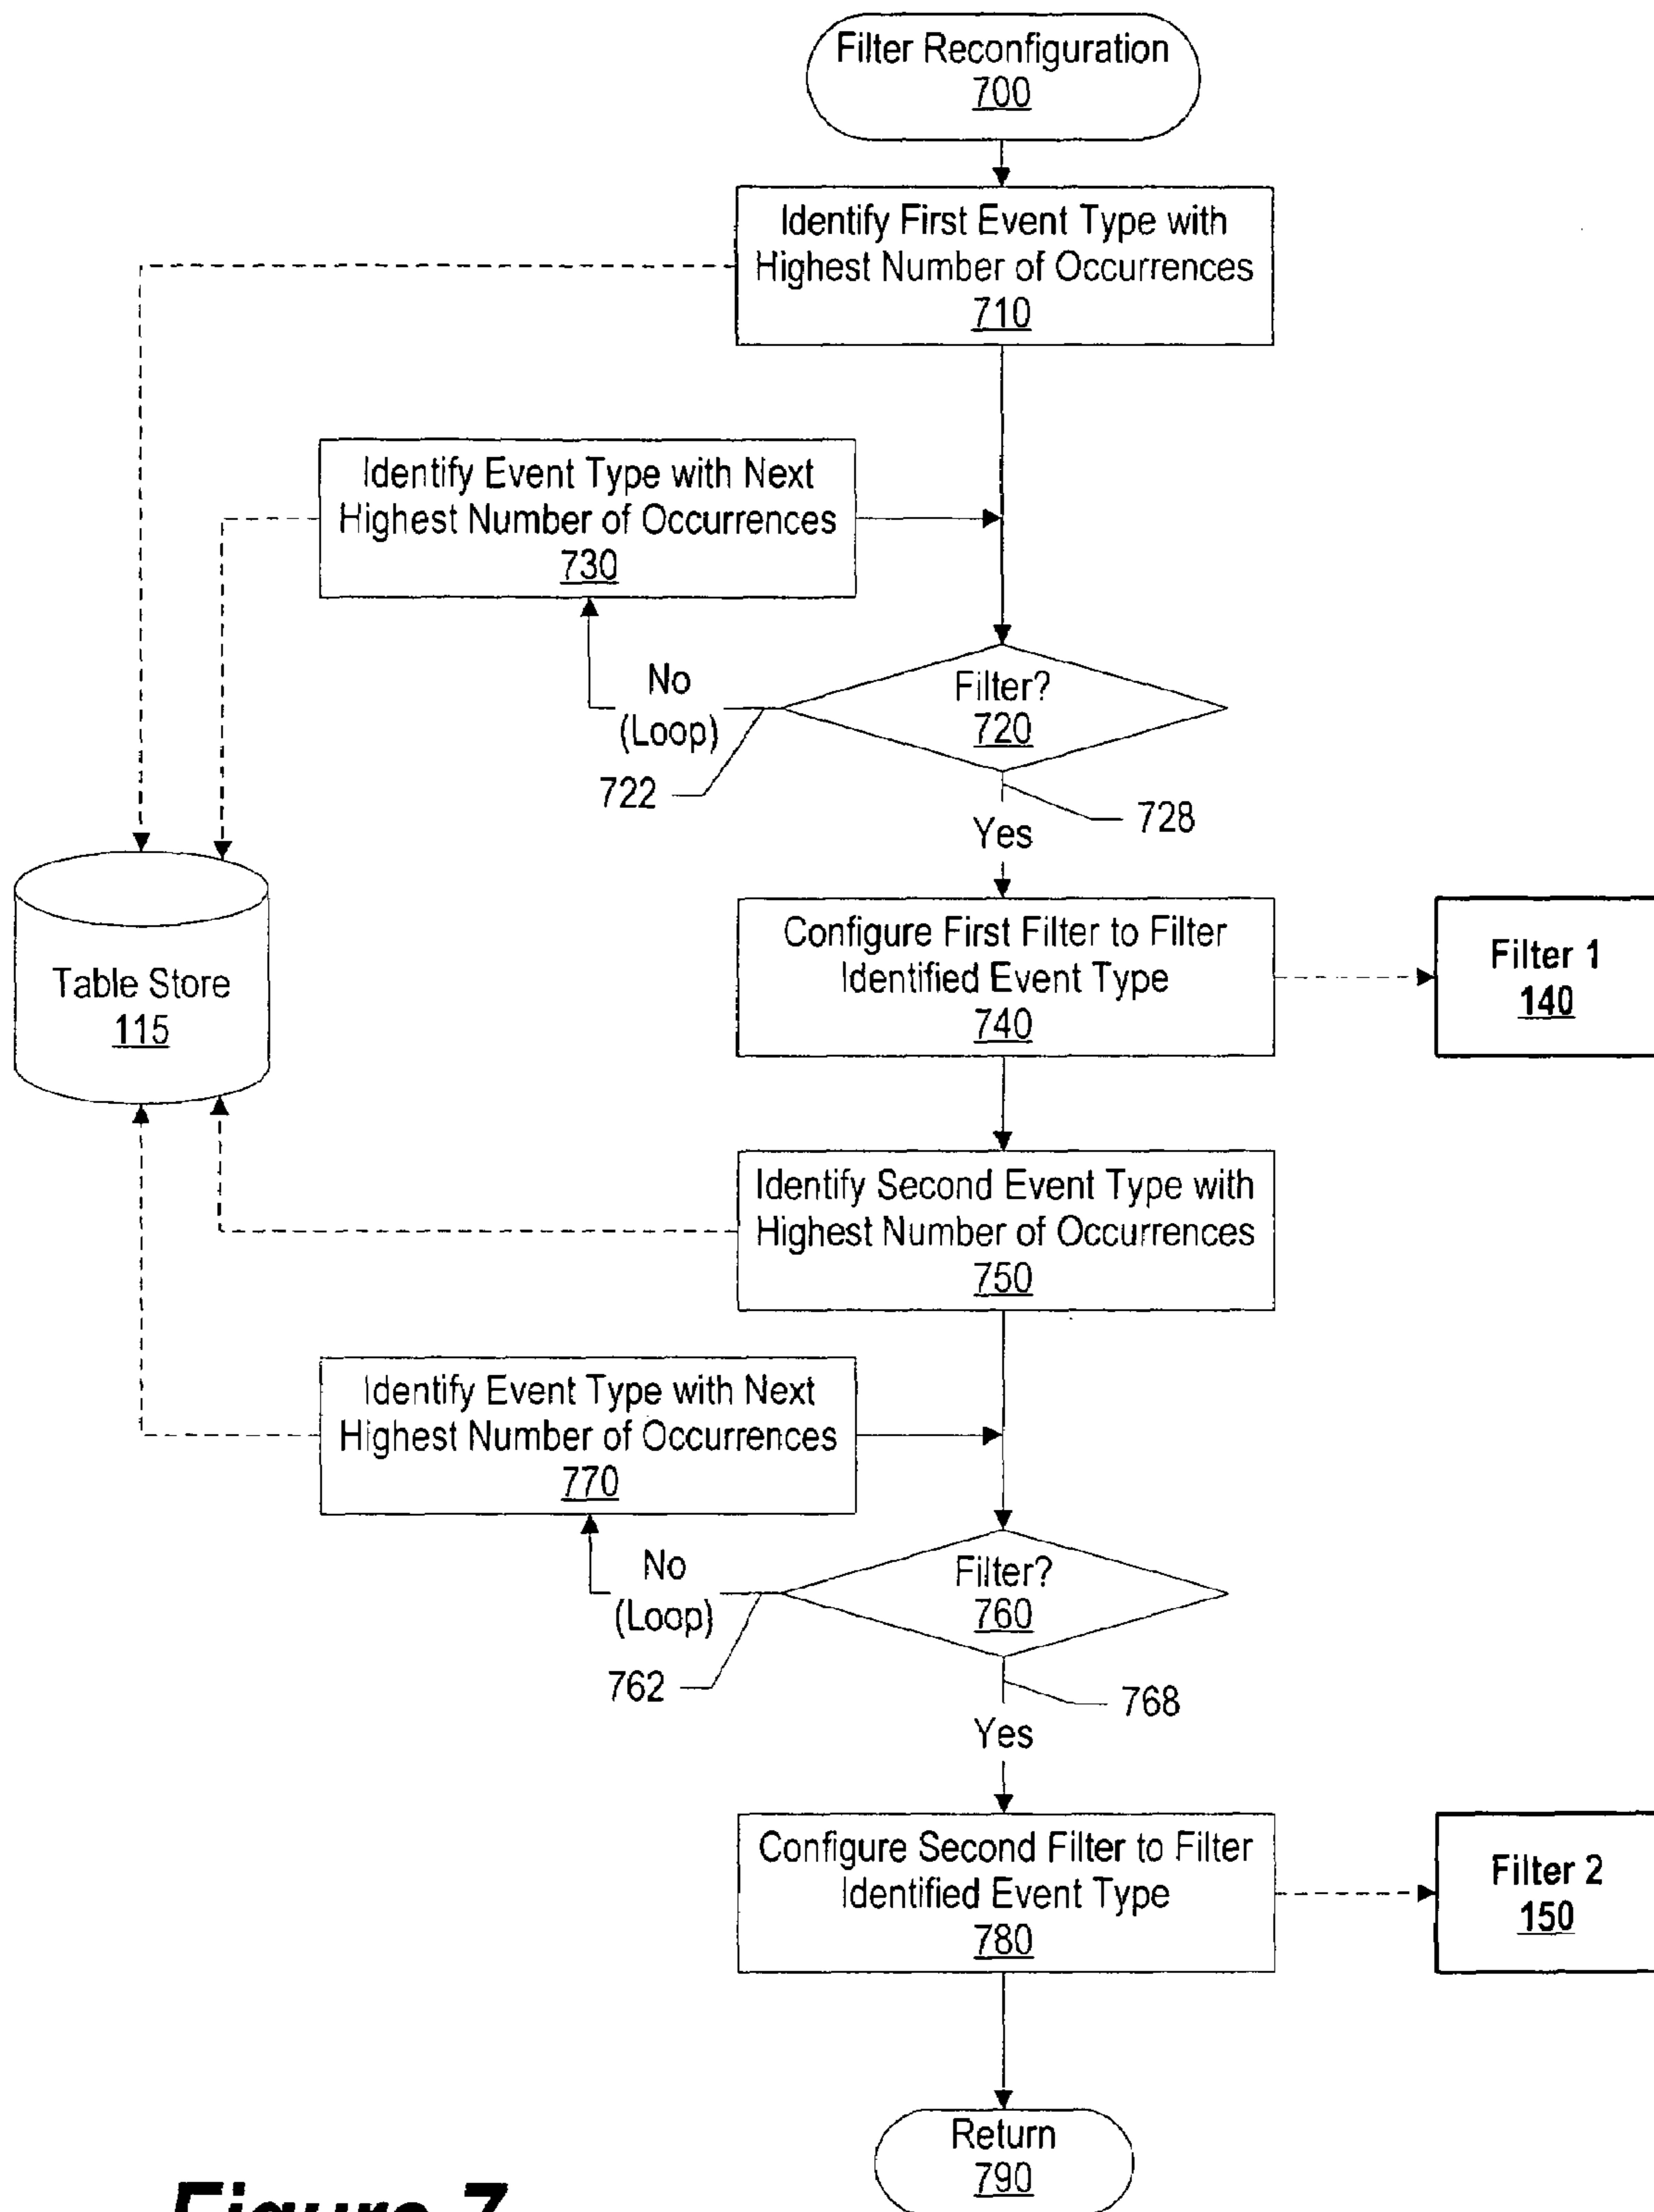 Filter Reconfiguration
700
Identify First Event Type with
Highest Number of Occurrences
710
Identify Event Type with Next
Highest Number of Occurrences
730
No
(Loop)
722
Filter?
720
728
Yes
Table Store
115
Configure First Filter to Filter
Identified Event Type
740
Filter 1
140
Identify Second Event Type with
Highest Number of Occurrences
750
Identify Event Type with Next
Highest Number of Occurrences
770
No
(Loop)
762
Filter?
760
768
Yes
Configure Second Filter to Filter
Identified Event Type
780
Filter 2
150
Return
790
Figure 7